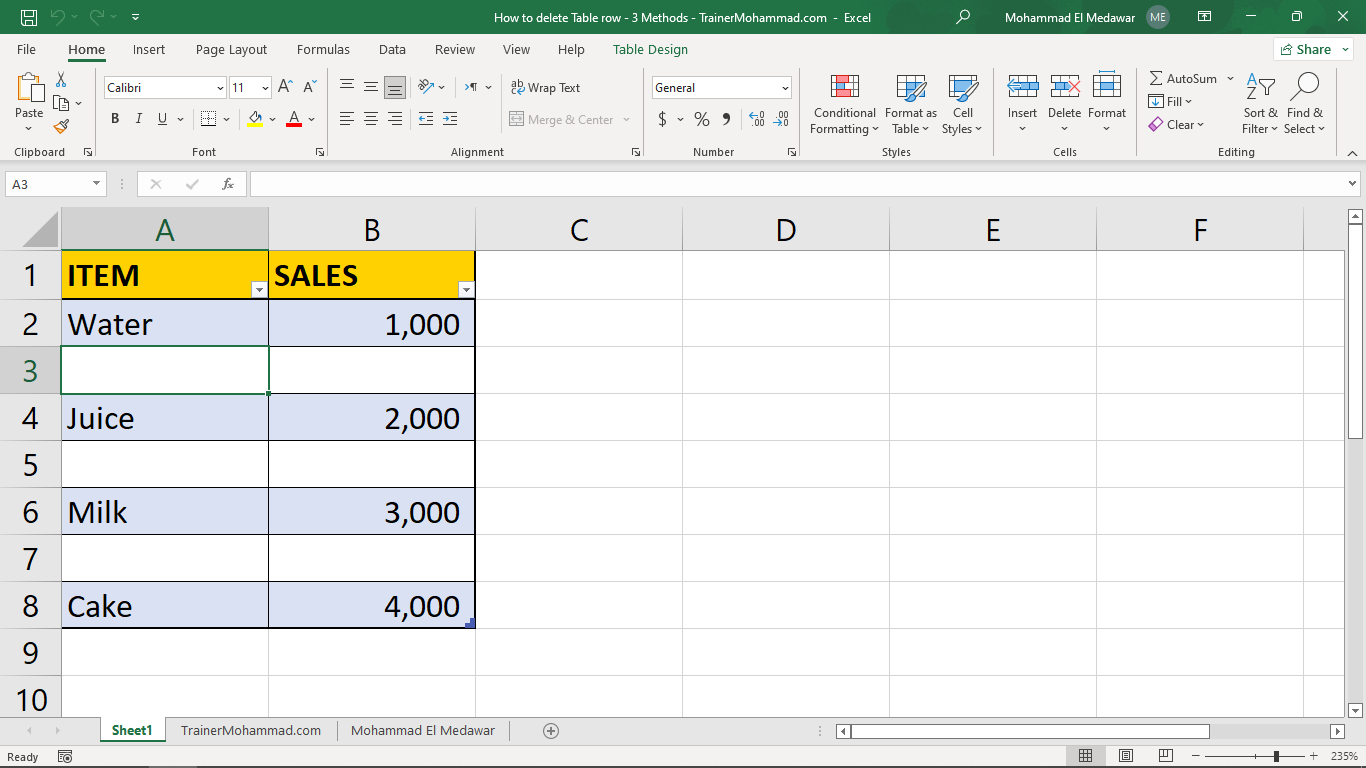 How to delete Table row - 3 Methods - TrainerMohammad.com - Excel
Mohammad El Medawar
ME
File Home Insert Page Layout Formulas Data Review View Help Table Design
Share
Paste
Clipboard
Calibri 11
B I U A
Font
Wrap Text
Merge & Center
Alignment
General
$ % 9
Number
Conditional Formatting
Format as Table
Cell Styles
Styles
Insert Delete Format
Cells
AutoSum
Fill
Clear
Sort & Filter
Find & Select
Editing
A3
fx
A B C D E F
1 ITEM SALES
2 Water 1,000
3
4 Juice 2,000
5
6 Milk 3,000
7
8 Cake 4,000
9
10
Sheet1 TrainerMohammad.com Mohammad El Medawar
Ready
235%